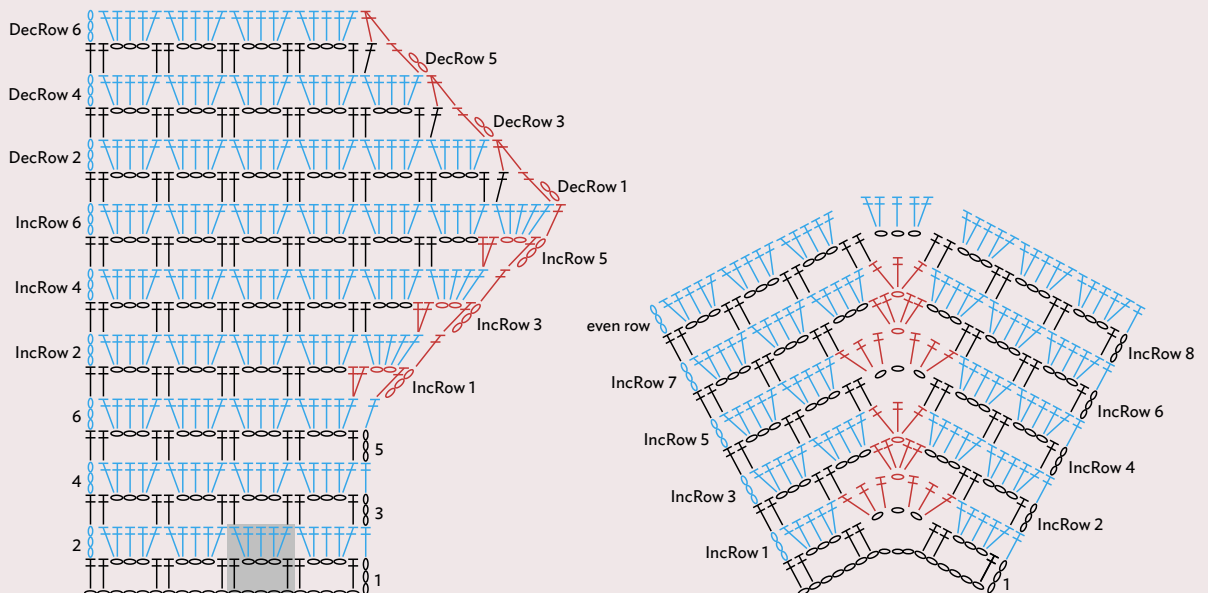 DecRow 6
DecRow 5
DecRow 4
DecRow 3
DecRow 2
DecRow 1
IncRow 6
IncRow 5
IncRow 4
IncRow 3
IncRow 2
IncRow 1
6
5
4
3
2
1
even row
IncRow 8
IncRow 7
IncRow 6
IncRow 5
IncRow 4
IncRow 3
IncRow 2
IncRow 1
1